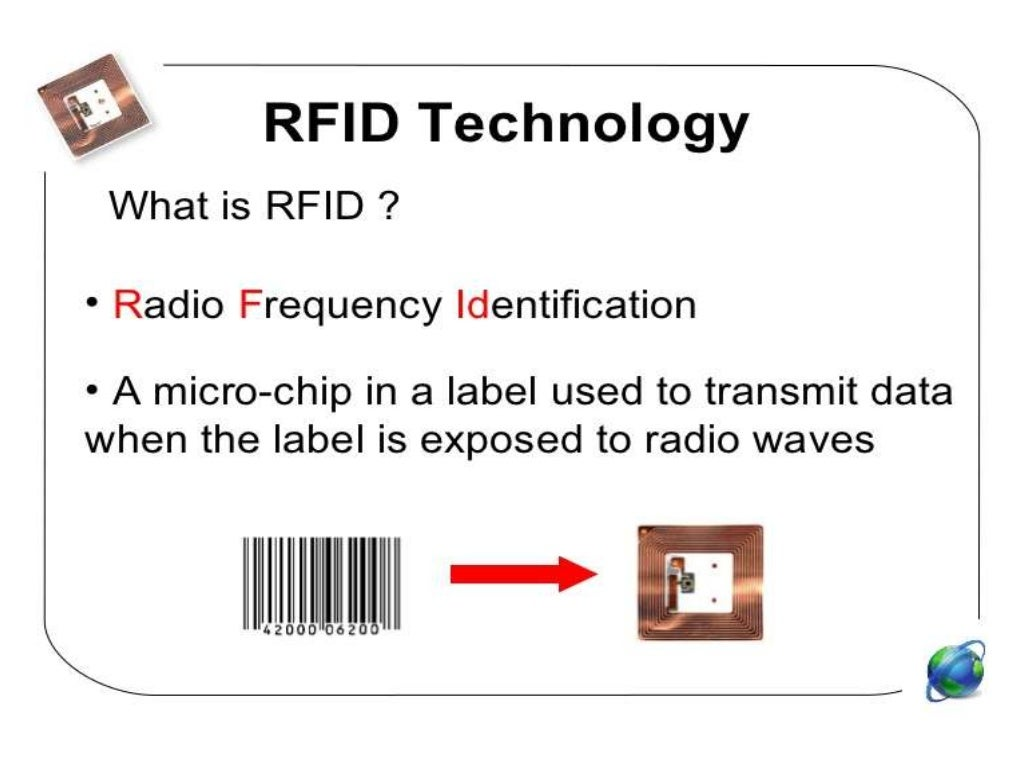 RFID Technology
What is RFID ?
• Radio Frequency Identification
• A micro-chip in a label used to transmit data
when the label is exposed to radio waves
42000 06200